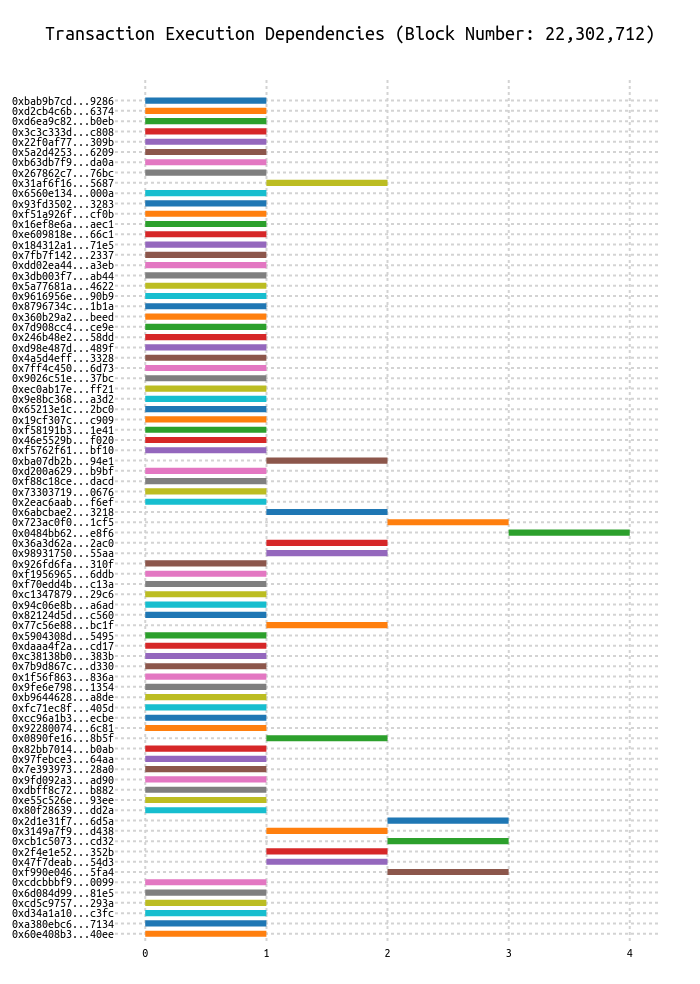 Transaction Execution Dependencies (Block Number: 22,302,712)
0xbab9b7cd...9286
0xd2cb4c6b...6374
0xd6ea9c82...b0eb
0x3c3c333d...c808
0x22f0af77...309b
0x5a2d4253...6209
0xb63db7f9...da0a
0x267862c7...76bc
0x31af6f16...5687
0x6560e134...000a
0x93fd3502...3283
0xf51a926f...cf0b
0x16ef8e6a...aec1
0xe609818e...66c1
0x184312a1...71e5
0x7fb7f142...2337
0xdd02ea44...a3eb
0x3db003f7...ab44
0x5a77681a...4622
0x9616956e...90b9
0x8796734c...1b1a
0x360b29a2...beed
0x7d908cc4...ce9e
0x246b48e2...58dd
0xd98e487d...489f
0x4a5d4eff...3328
0x7ff4c450...6d73
0x9026c51e...37bc
0xec0ab17e...ff21
0x9e8bc368...a3d2
0x65213e1c...2bc0
0x19cf307c...c909
0xf58191b3...1e41
0x46e5529b...f020
0xf5762f61...bf10
0xba07db2b...94e1
0xd200a629...b9bf
0xf88c18ce...dacd
0x73303719...0676
0x2eac6aab...f6ef
0x6abcbae2...3218
0x723ac0f0...1cf5
0x0484bb62...e8f6
0x36a3d62a...2ac0
0x98931750...55aa
0x926fd6fa...310f
0xf1956965...6ddb
0xf70edd4b...c13a
0xc1347879...29c6
0x94c06e8b...a6ad
0x82124d5d...c560
0x77c56e88...bc1f
0x5904308d...5495
0xdaaa4f2a...cd17
0xc38138b0...383b
0x7b9d867c...d330
0x1f56f863...836a
0x9fe6e798...1354
0xb9644628...a8de
0xfc71ec8f...405d
0xcc96a1b3...ecbe
0x92280074...6c81
0x0890fe16...8b5f
0x82bb7014...b0ab
0x97febce3...64aa
0x7e393973...28a0
0x9fd092a3...ad90
0xdbff8c72...b882
0xe55c526e...93ee
0x80f28639...dd2a
0x2d1e31f7...6d5a
0x3149a7f9...d438
0xcb1c5073...cd32
0x2f4e1e52...352b
0x47f7deab...54d3
0xf990e046...5fa4
0xcdcbbbf9...0099
0x6d084d99...81e5
0xcd5c9757...293a
0xd34a1a10...c3fc
0xa380ebc6...7134
0x60e408b3...40ee
0 1 2 3 4